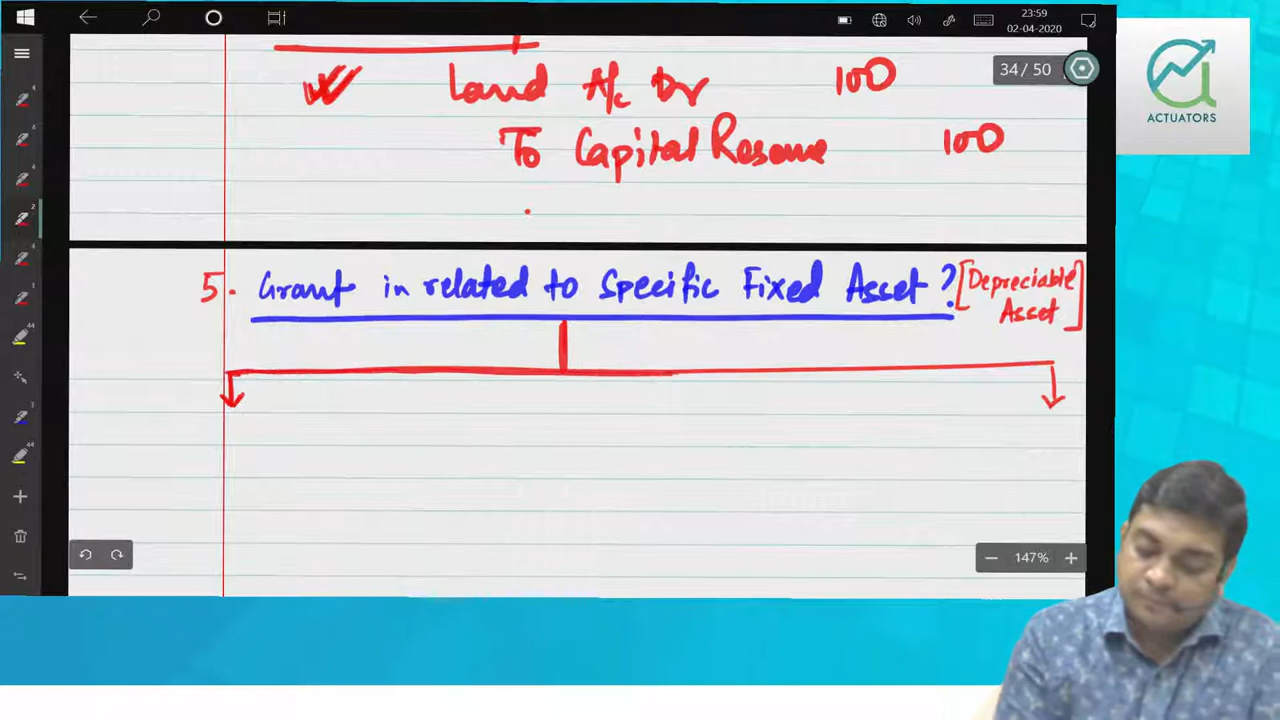 23:59
02-04-2020
34 / 50
ACTUATORS
Land A/c Dr 100
To Capital Reserve 100
5. Grant in related to Specific Fixed Asset ? [Depreciable Asset]
147%